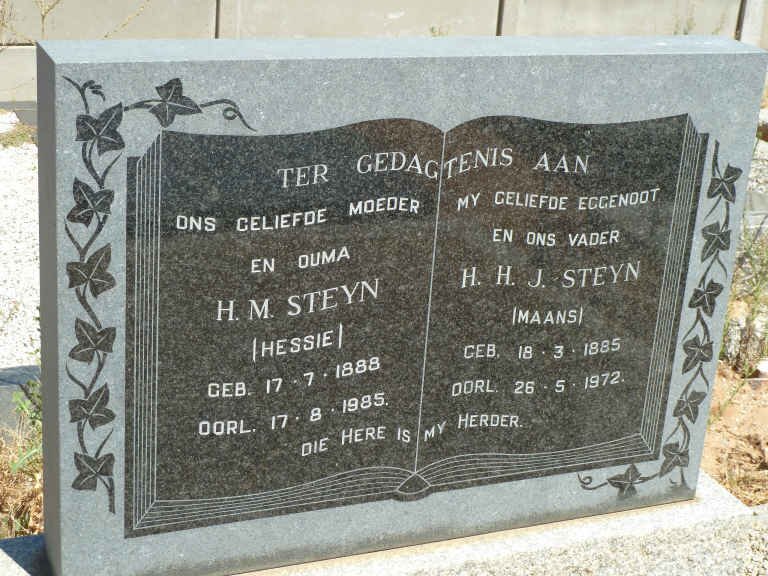 TER GEDAGTENIS AAN
ONS GELIEFDE MOEDER
EN OUMA
H. M. STEYN
(HESSIE)
GEB. 17 · 7 · 1888
OORL. 17 · 8 · 1985.
MY GELIEFDE EGGENOOT
EN ONS VADER
H. H. J. STEYN
(MAANS)
GEB. 18 · 3 · 1885
OORL. 26 · 5 · 1972.
DIE HERE IS MY HERDER.